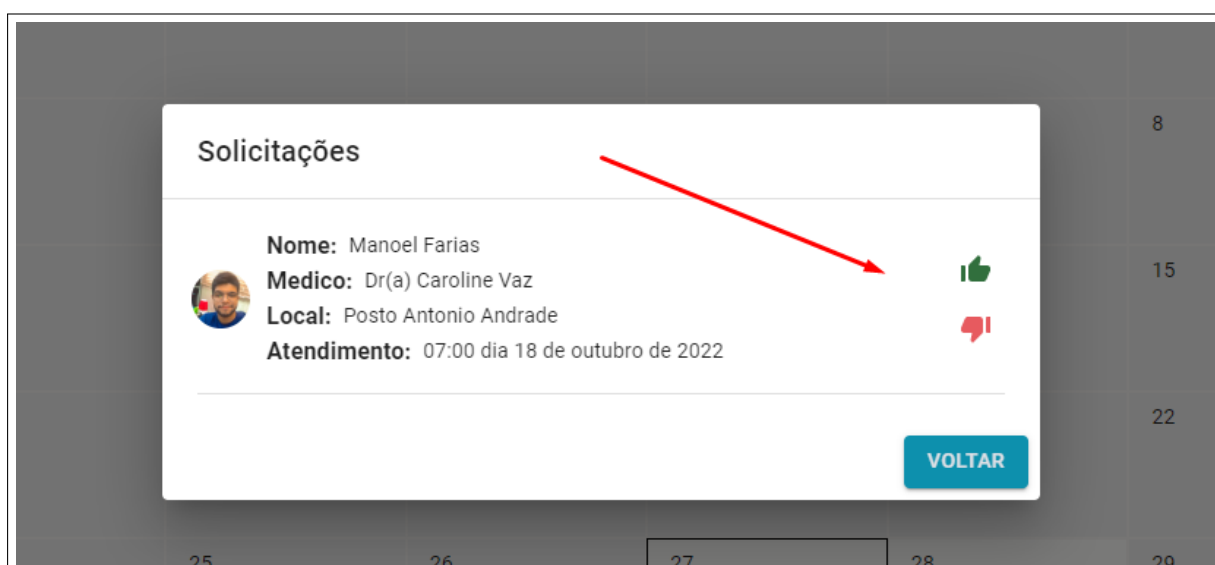 8
Solicitações
Nome: Manoel Farias
Medico: Dr(a) Caroline Vaz
15
Local: Posto Antonio Andrade
Atendimento: 07:00 dia 18 de outubro de 2022
22
VOLTAR
25 26 27 28 29